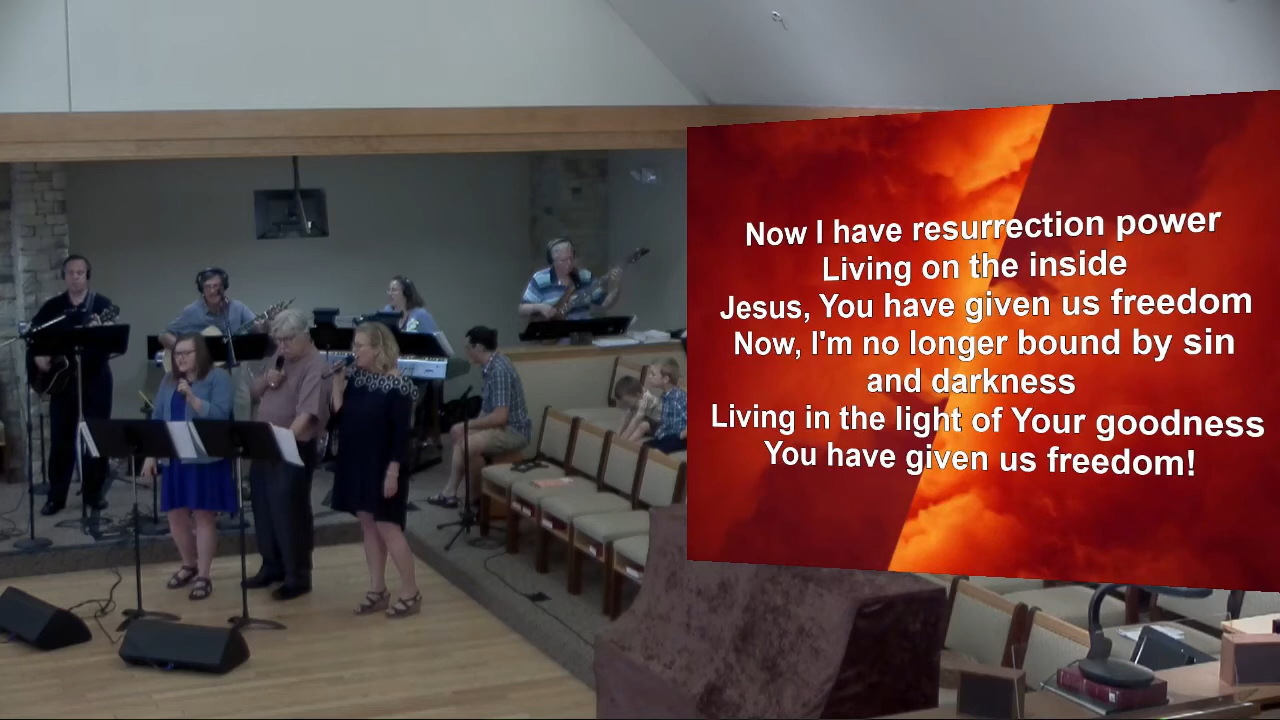 Now I have resurrection power
Living on the inside
Jesus, You have given us freedom
Now, I'm no longer bound by sin
and darkness
Living in the light of Your goodness
You have given us freedom!